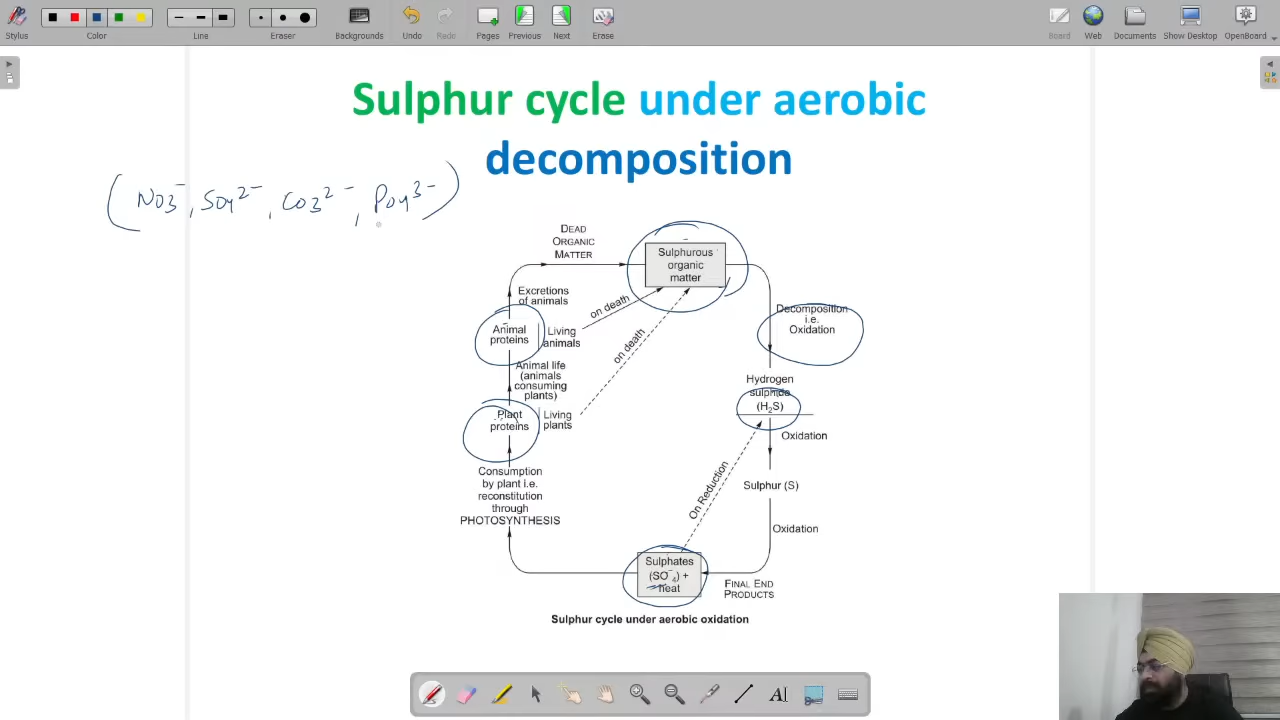 Stylus
Color
Line
Eraser
Backgrounds
Undo
Redo
Pages
Previous
Next
Erase
Board
Web
Documents
Show Desktop
OpenBoard
Sulphur cycle under aerobic
decomposition
(NO3⁻, SO4²⁻, CO3²⁻, PO4³⁻)
DEAD
ORGANIC
MATTER
Sulphurous
organic
matter
Excretions
of animals
on death
Decomposition
i.e.
Oxidation
Animal
proteins
Living
animals
on death
Animal life
(animals
consuming
plants)
Hydrogen
sulphide
(H₂S)
Plant
proteins
Living
plants
Oxidation
Consumption
by plant i.e.
reconstitution
through
PHOTOSYNTHESIS
On Reduction
Sulphur (S)
Oxidation
Sulphates
(SO₄⁻) +
heat
FINAL END
PRODUCTS
Sulphur cycle under aerobic oxidation